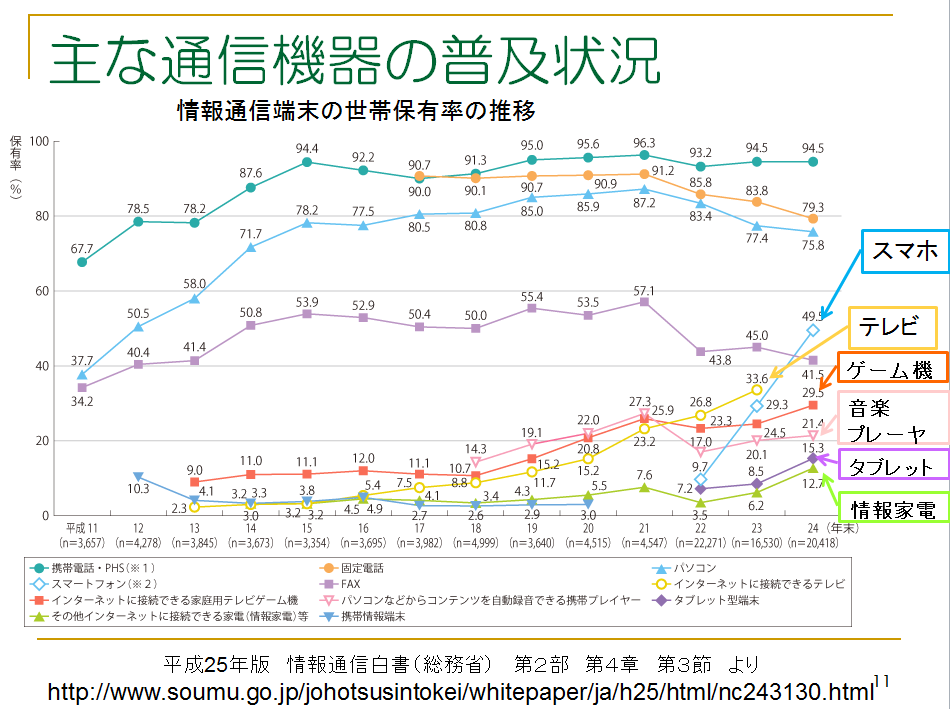 主な通信機器の普及状況
情報通信端末の世帯保有率の推移
保有率（%）
100
80
60
40
20
0
67.7 78.5 78.2 87.6 94.4 92.2 90.0 91.3 95.0 95.6 96.3 93.2 94.5 94.5
90.7 90.1 90.7 90.9 91.2 85.8 83.8 79.3
37.7 50.5 58.0 71.7 78.2 77.5 80.5 80.8 85.0 85.9 87.2 83.4 77.4 75.8
34.2 40.4 41.4 50.8 53.9 52.9 50.4 50.0 55.4 53.5 57.1 43.8 45.0 41.5
9.7 29.3 49.5
2.3 3.2 3.2 5.4 7.5 8.8 15.2 15.2 23.2 26.8 33.6
9.0 11.0 11.1 12.0 11.1 10.7 11.7 20.8 25.9 23.3 24.5 29.5
14.3 19.1 22.0 27.3 17.0 20.1 21.4
7.2 8.5 15.3
3.3 3.2 4.5 4.1 3.4 4.3 5.5 7.6 3.5 6.2 12.7
10.3 4.1 3.0 3.8 4.9 2.7 2.6 2.9 3.0
スマホ
テレビ
ゲーム機
音楽
プレーヤ
タブレット
情報家電
平成11 12 13 14 15 16 17 18 19 20 21 22 23 24 （年末）
(n=3,657) (n=4,278) (n=3,845) (n=3,673) (n=3,354) (n=3,695) (n=3,982) (n=4,999) (n=3,640) (n=4,515) (n=4,547) (n=22,271) (n=16,530) (n=20,418)
携帯電話・PHS（※1） 固定電話 パソコン
スマートフォン（※2） FAX インターネットに接続できるテレビ
インターネットに接続できる家庭用テレビゲーム機 パソコンなどからコンテンツを自動録音できる携帯プレイヤー タブレット型端末
その他インターネットに接続できる家電（情報家電）等 携帯情報端末
平成25年版　情報通信白書（総務省）　第２部　第４章　第３節　より
http://www.soumu.go.jp/johotsusintokei/whitepaper/ja/h25/html/nc243130.html
11